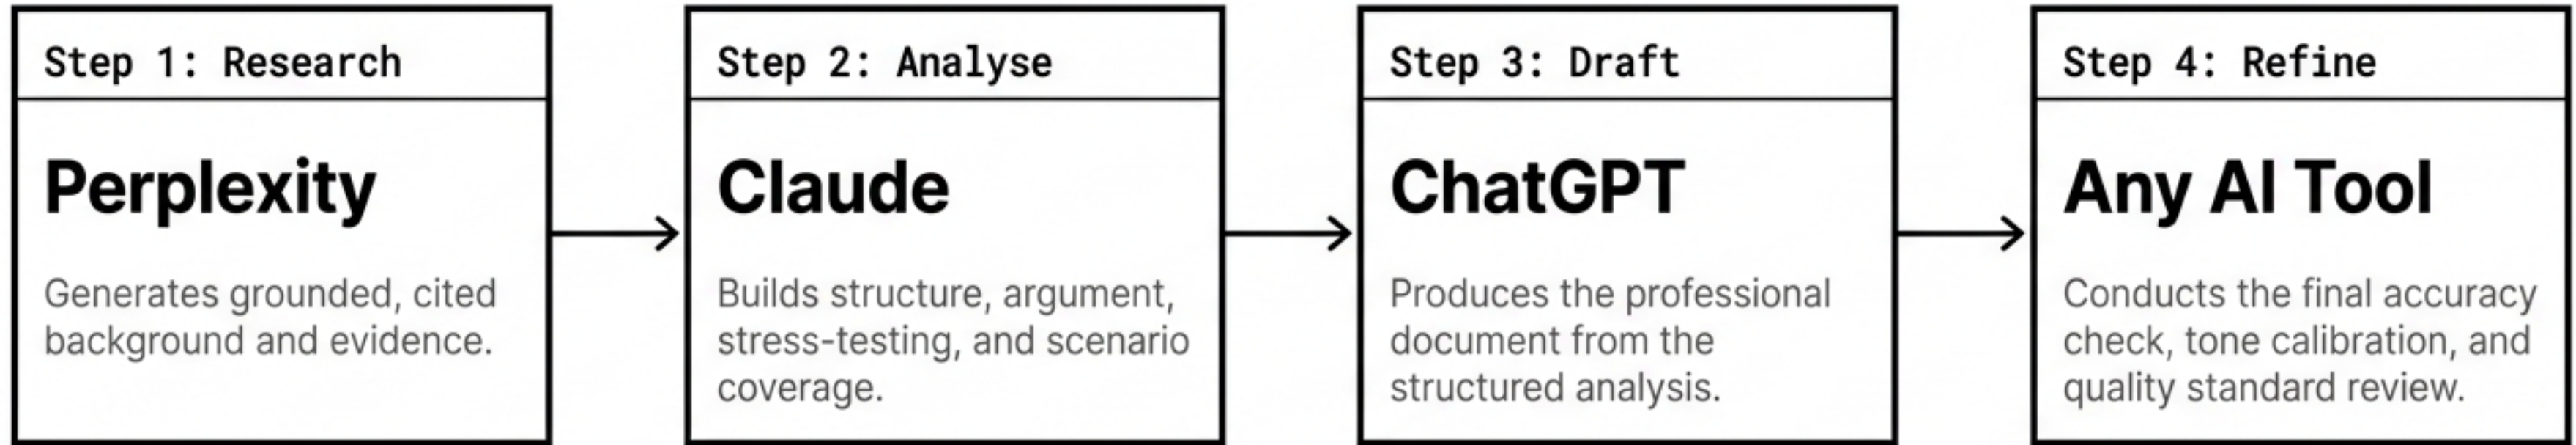 Step 1: Research
Perplexity
Generates grounded, cited
background and evidence.
Step 2: Analyse
Claude
Builds structure, argument,
stress-testing, and scenario
coverage.
Step 3: Draft
ChatGPT
Produces the professional
document from the
structured analysis.
Step 4: Refine
Any AI Tool
Conducts the final accuracy
check, tone calibration, and
quality standard review.